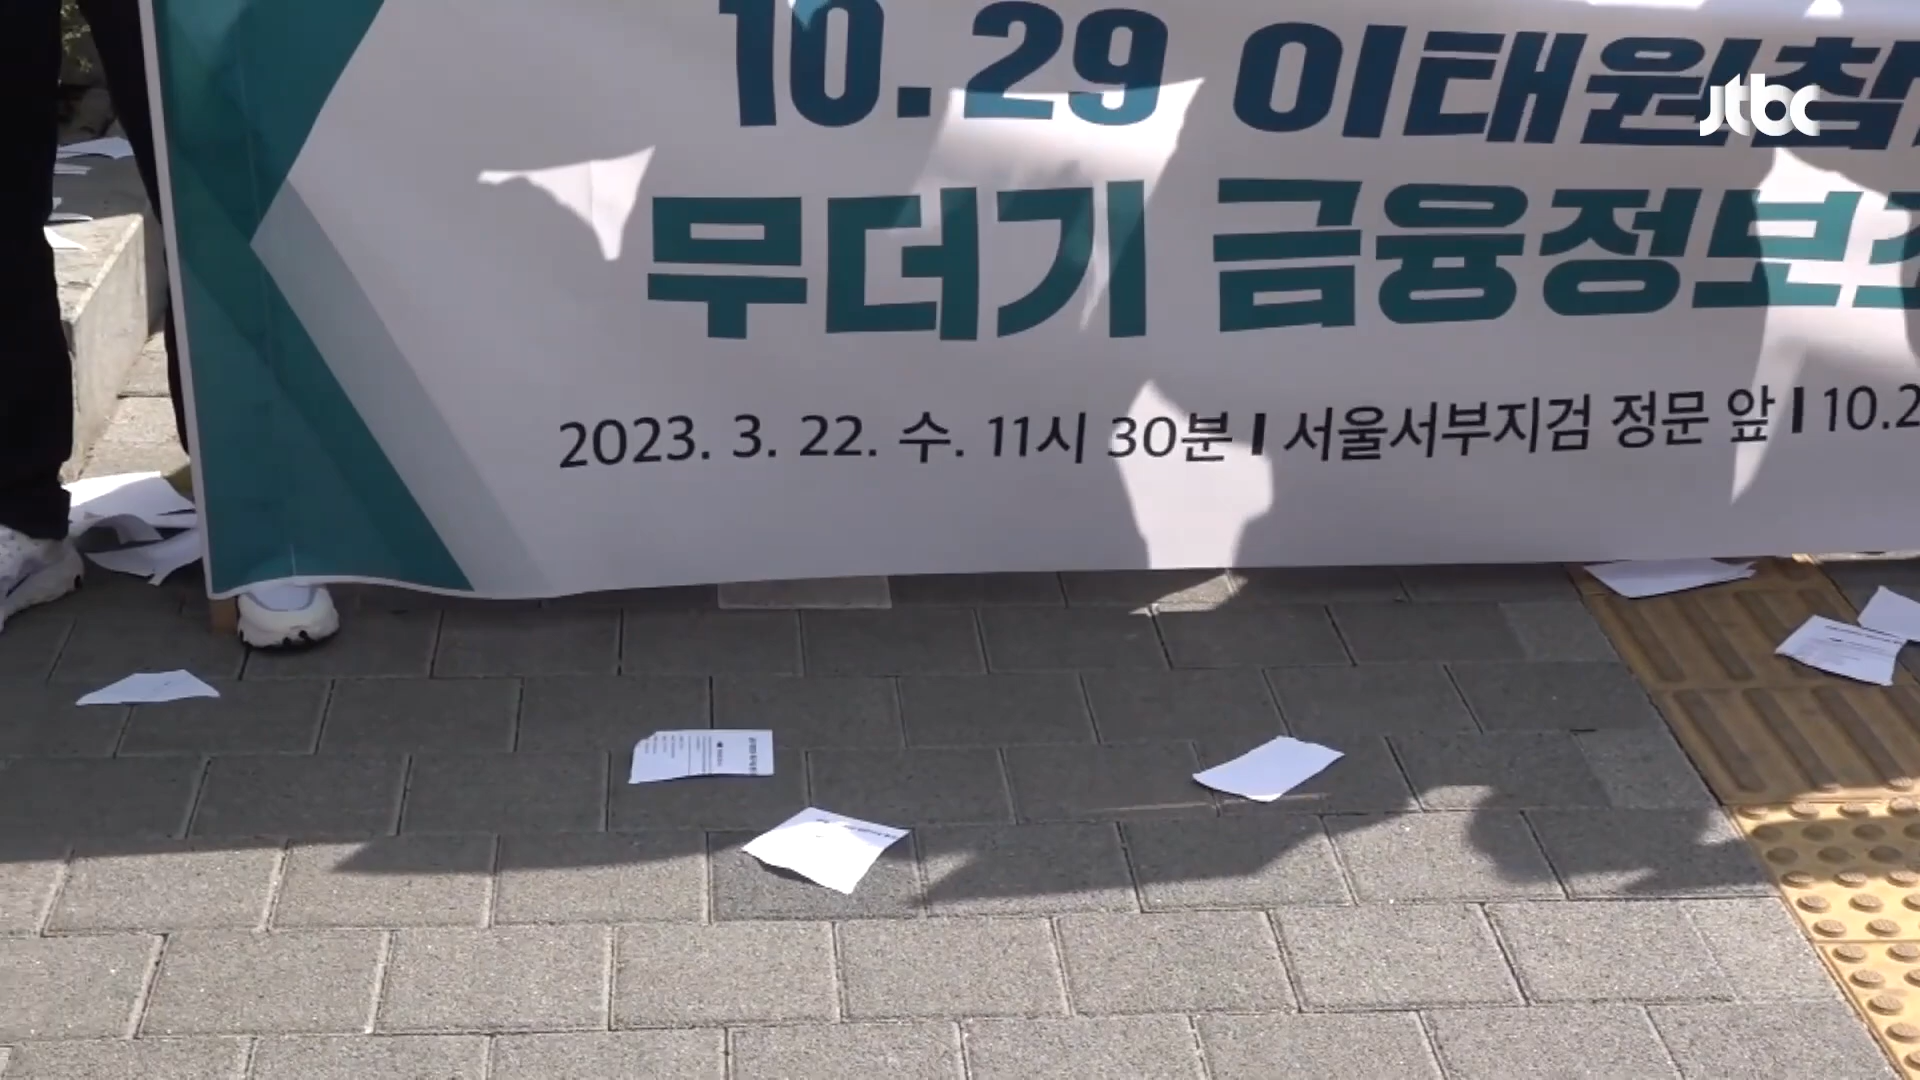 10.29 이태원참
jtbc
무더기 금융정보
2023. 3. 22. 수. 11시 30분 I 서울서부지검 정문 앞 I 10.2